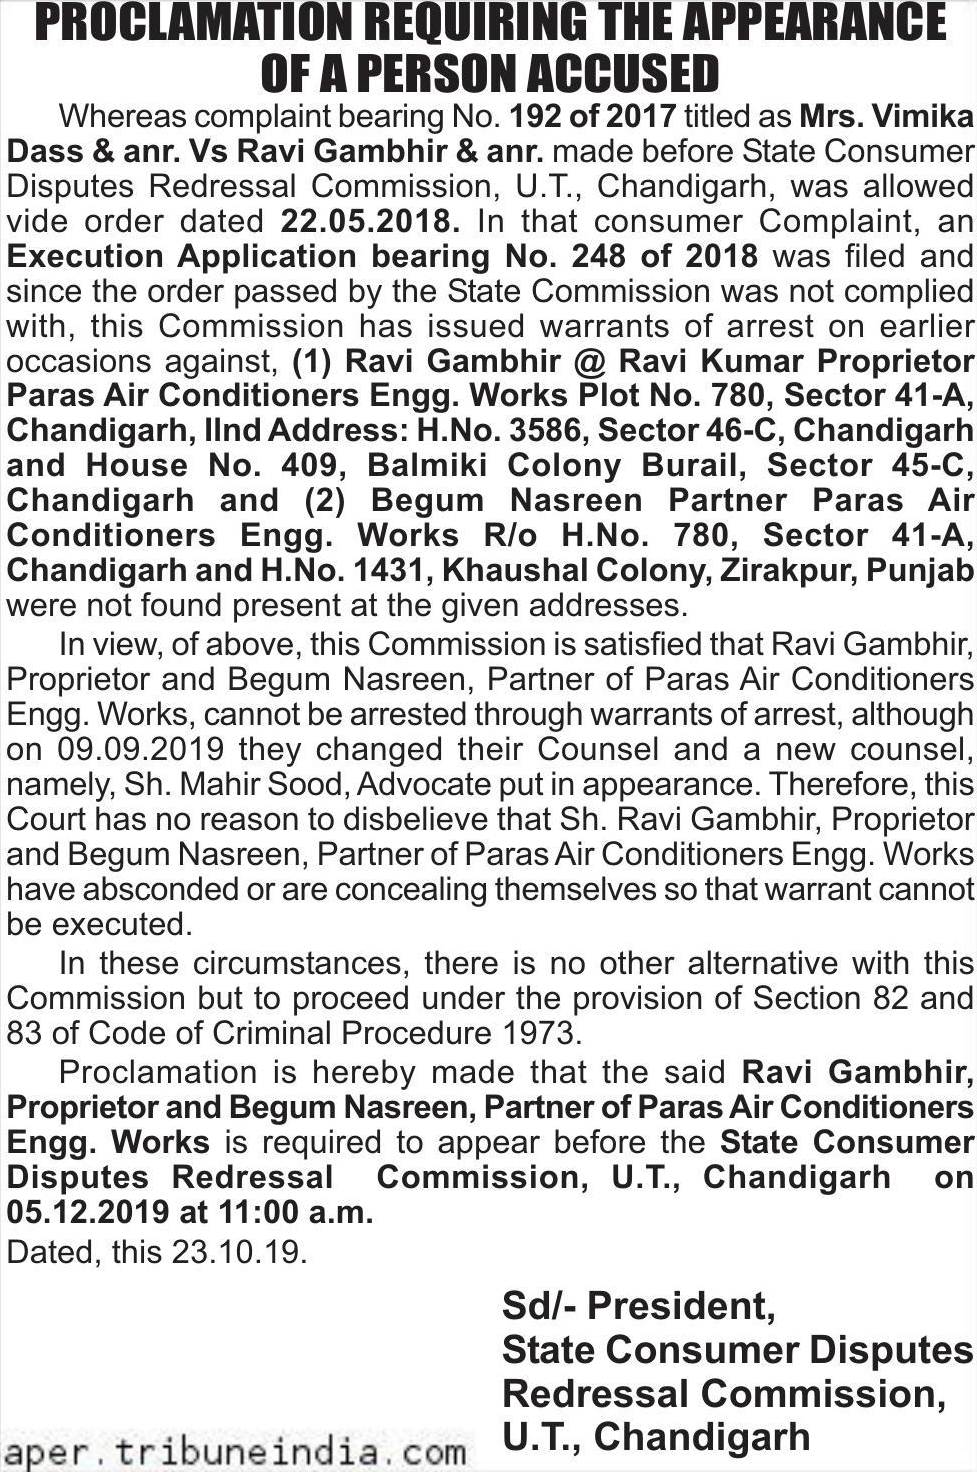 PROCLAMATION REQUIRING THE APPEARANCE
OF A PERSON ACCUSED
Whereas complaint bearing No. 192 of 2017 titled as Mrs. Vimika
Dass & anr. Vs Ravi Gambhir & anr. made before State Consumer
Disputes Redressal Commission, U.T., Chandigarh, was allowed
vide order dated 22.05.2018. In that consumer Complaint, an
Execution Application bearing No. 248 of 2018 was filed and
since the order passed by the State Commission was not complied
with, this Commission has issued warrants of arrest on earlier
occasions against, (1) Ravi Gambhir @ Ravi Kumar Proprietor
Paras Air Conditioners Engg. Works Plot No. 780, Sector 41-A,
Chandigarh, IInd Address: H.No. 3586, Sector 46-C, Chandigarh
and House No. 409, Balmiki Colony Burail, Sector 45-C,
Chandigarh and (2) Begum Nasreen Partner Paras Air
Conditioners Engg. Works R/o H.No. 780, Sector 41-A,
Chandigarh and H.No. 1431, Khaushal Colony, Zirakpur, Punjab
were not found present at the given addresses.
In view, of above, this Commission is satisfied that Ravi Gambhir,
Proprietor and Begum Nasreen, Partner of Paras Air Conditioners
Engg. Works, cannot be arrested through warrants of arrest, although
on 09.09.2019 they changed their Counsel and a new counsel,
namely, Sh. Mahir Sood, Advocate put in appearance. Therefore, this
Court has no reason to disbelieve that Sh. Ravi Gambhir, Proprietor
and Begum Nasreen, Partner of Paras Air Conditioners Engg. Works
have absconded or are concealing themselves so that warrant cannot
be executed.
In these circumstances, there is no other alternative with this
Commission but to proceed under the provision of Section 82 and
83 of Code of Criminal Procedure 1973.
Proclamation is hereby made that the said Ravi Gambhir,
Proprietor and Begum Nasreen, Partner of Paras Air Conditioners
Engg. Works is required to appear before the State Consumer
Disputes Redressal Commission, U.T., Chandigarh on
05.12.2019 at 11:00 a.m.
Dated, this 23.10.19.
Sd/- President,
State Consumer Disputes
Redressal Commission,
U.T., Chandigarh
aper.tribuneindia.com